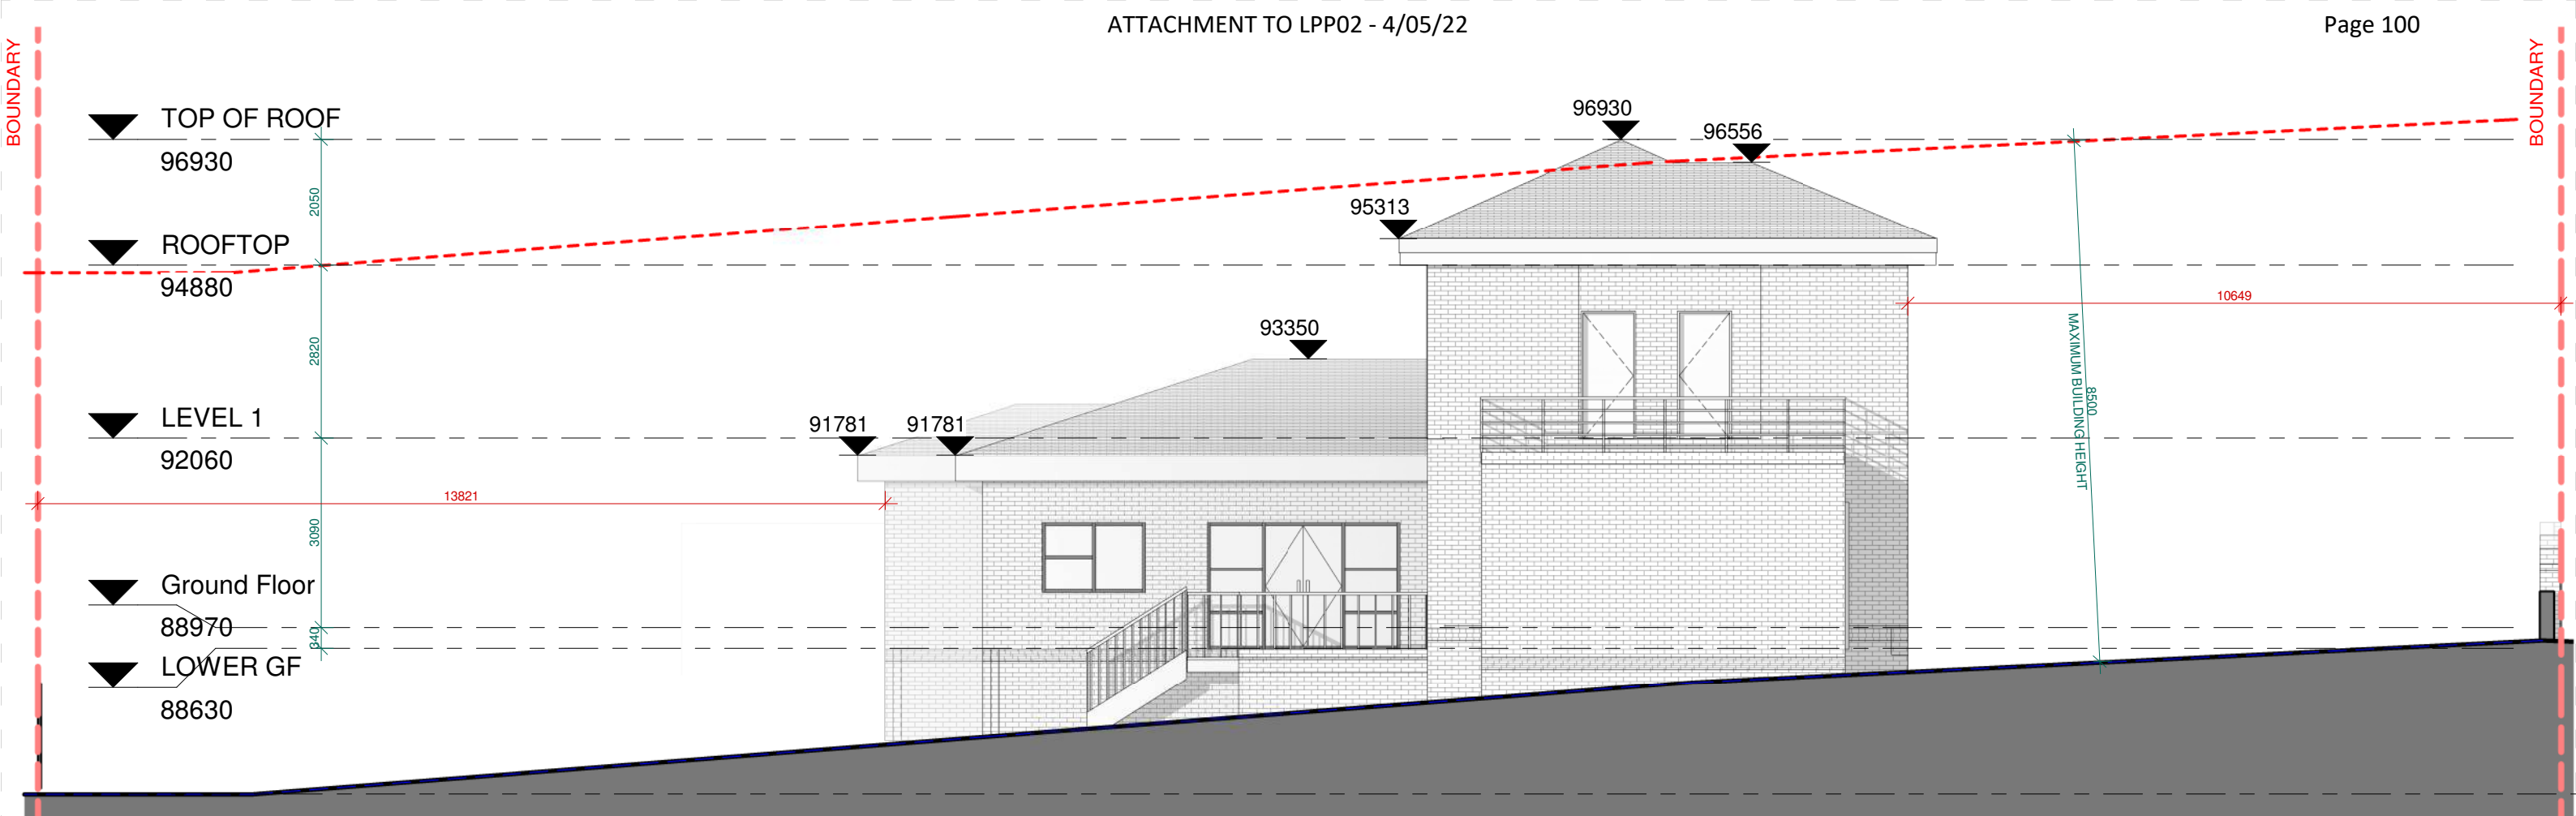 ATTACHMENT TO LPP02 - 4/05/22
Page 100
BOUNDARY
BOUNDARY
TOP OF ROOF
96930
2050
ROOFTOP
94880
2820
LEVEL 1
92060
3090
Ground Floor
88970
340
LOWER GF
88630
13821
91781
91781
93350
95313
96930
96556
10649
MAXIMUM BUILDING HEIGHT
8500